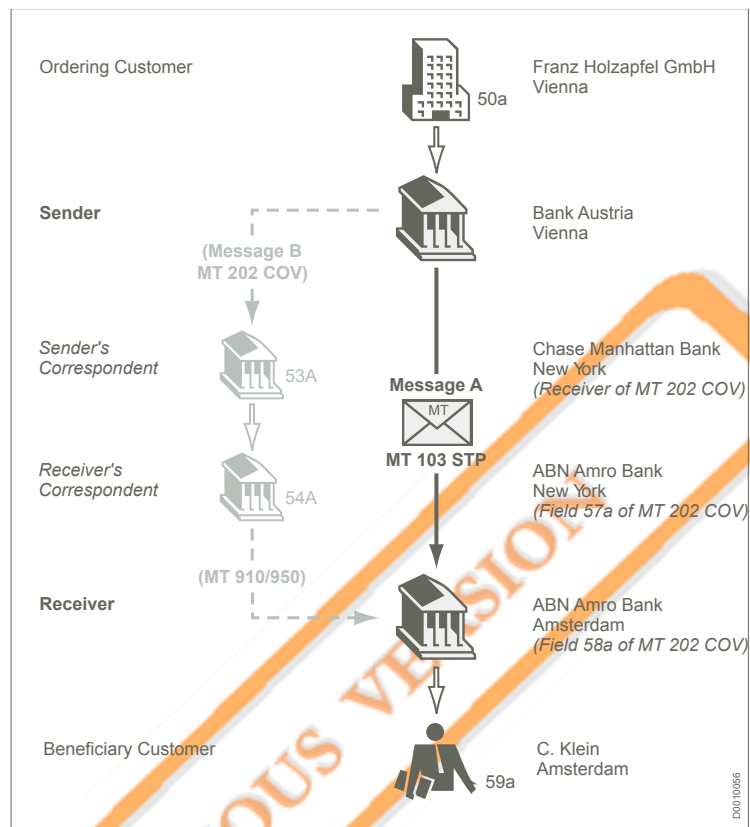 Ordering Customer
Franz Holzapfel GmbH
Vienna
50a
Sender
Bank Austria
Vienna
(Message B
MT 202 COV)
Sender's
Correspondent
53A
Chase Manhattan Bank
New York
(Receiver of MT 202 COV)
Message A
MT
MT 103 STP
Receiver's
Correspondent
54A
ABN Amro Bank
New York
(Field 57a of MT 202 COV)
(MT 910/950)
Receiver
ABN Amro Bank
Amsterdam
(Field 58a of MT 202 COV)
Beneficiary Customer
59a
C. Klein
Amsterdam
D0010056
OUS VERSION